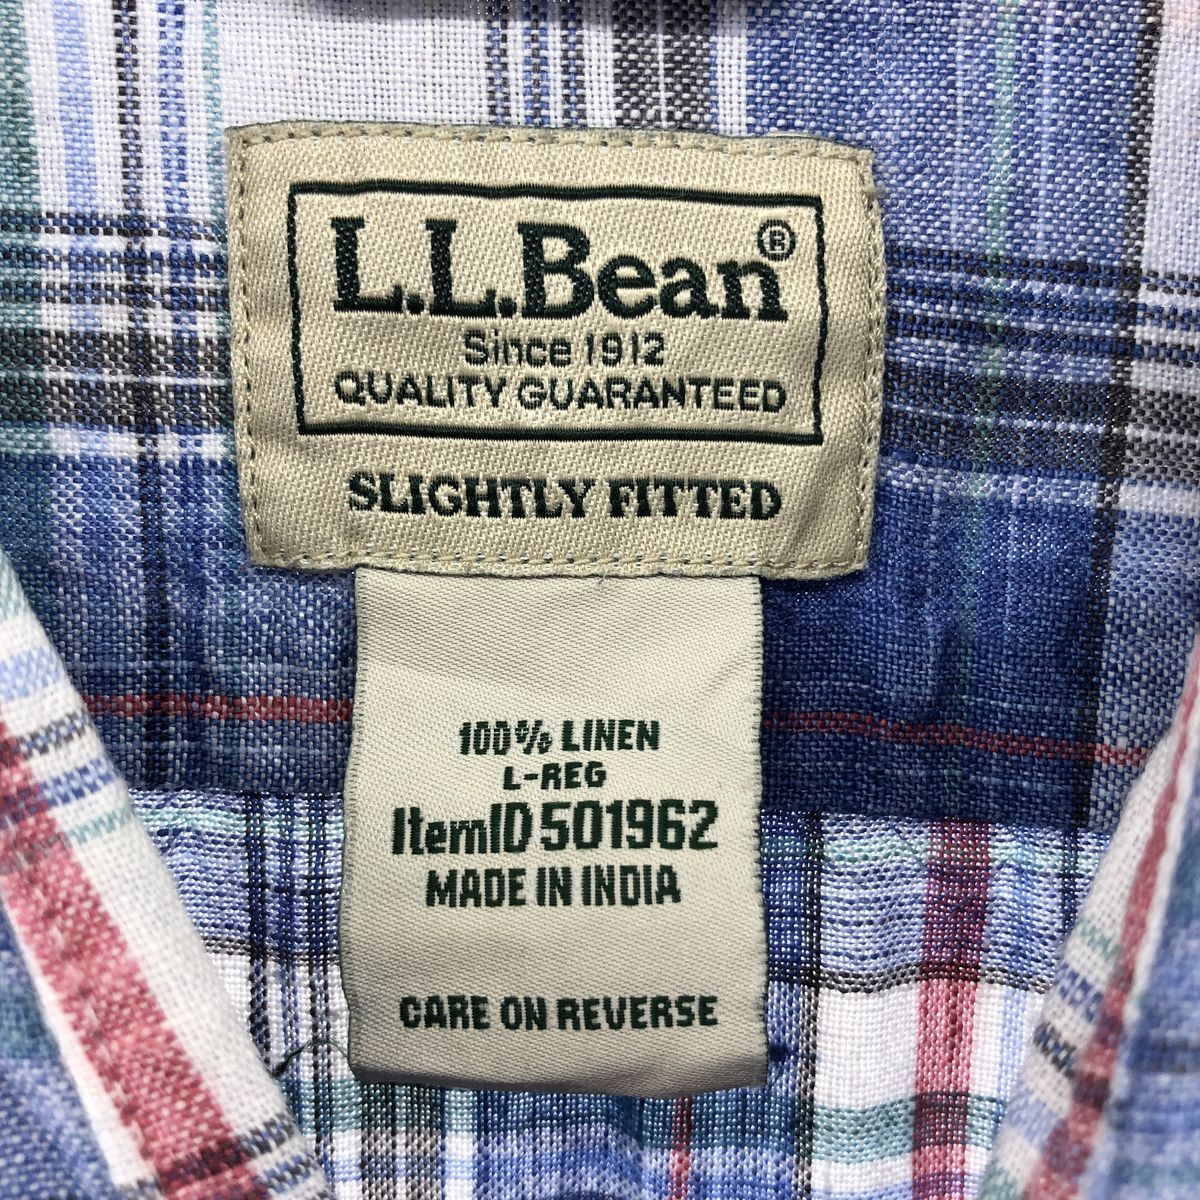 L.L.Bean®
Since 1912
QUALITY GUARANTEED
SLIGHTLY FITTED
100% LINEN
L-REG
ItemID 501962
MADE IN INDIA
CARE ON REVERSE